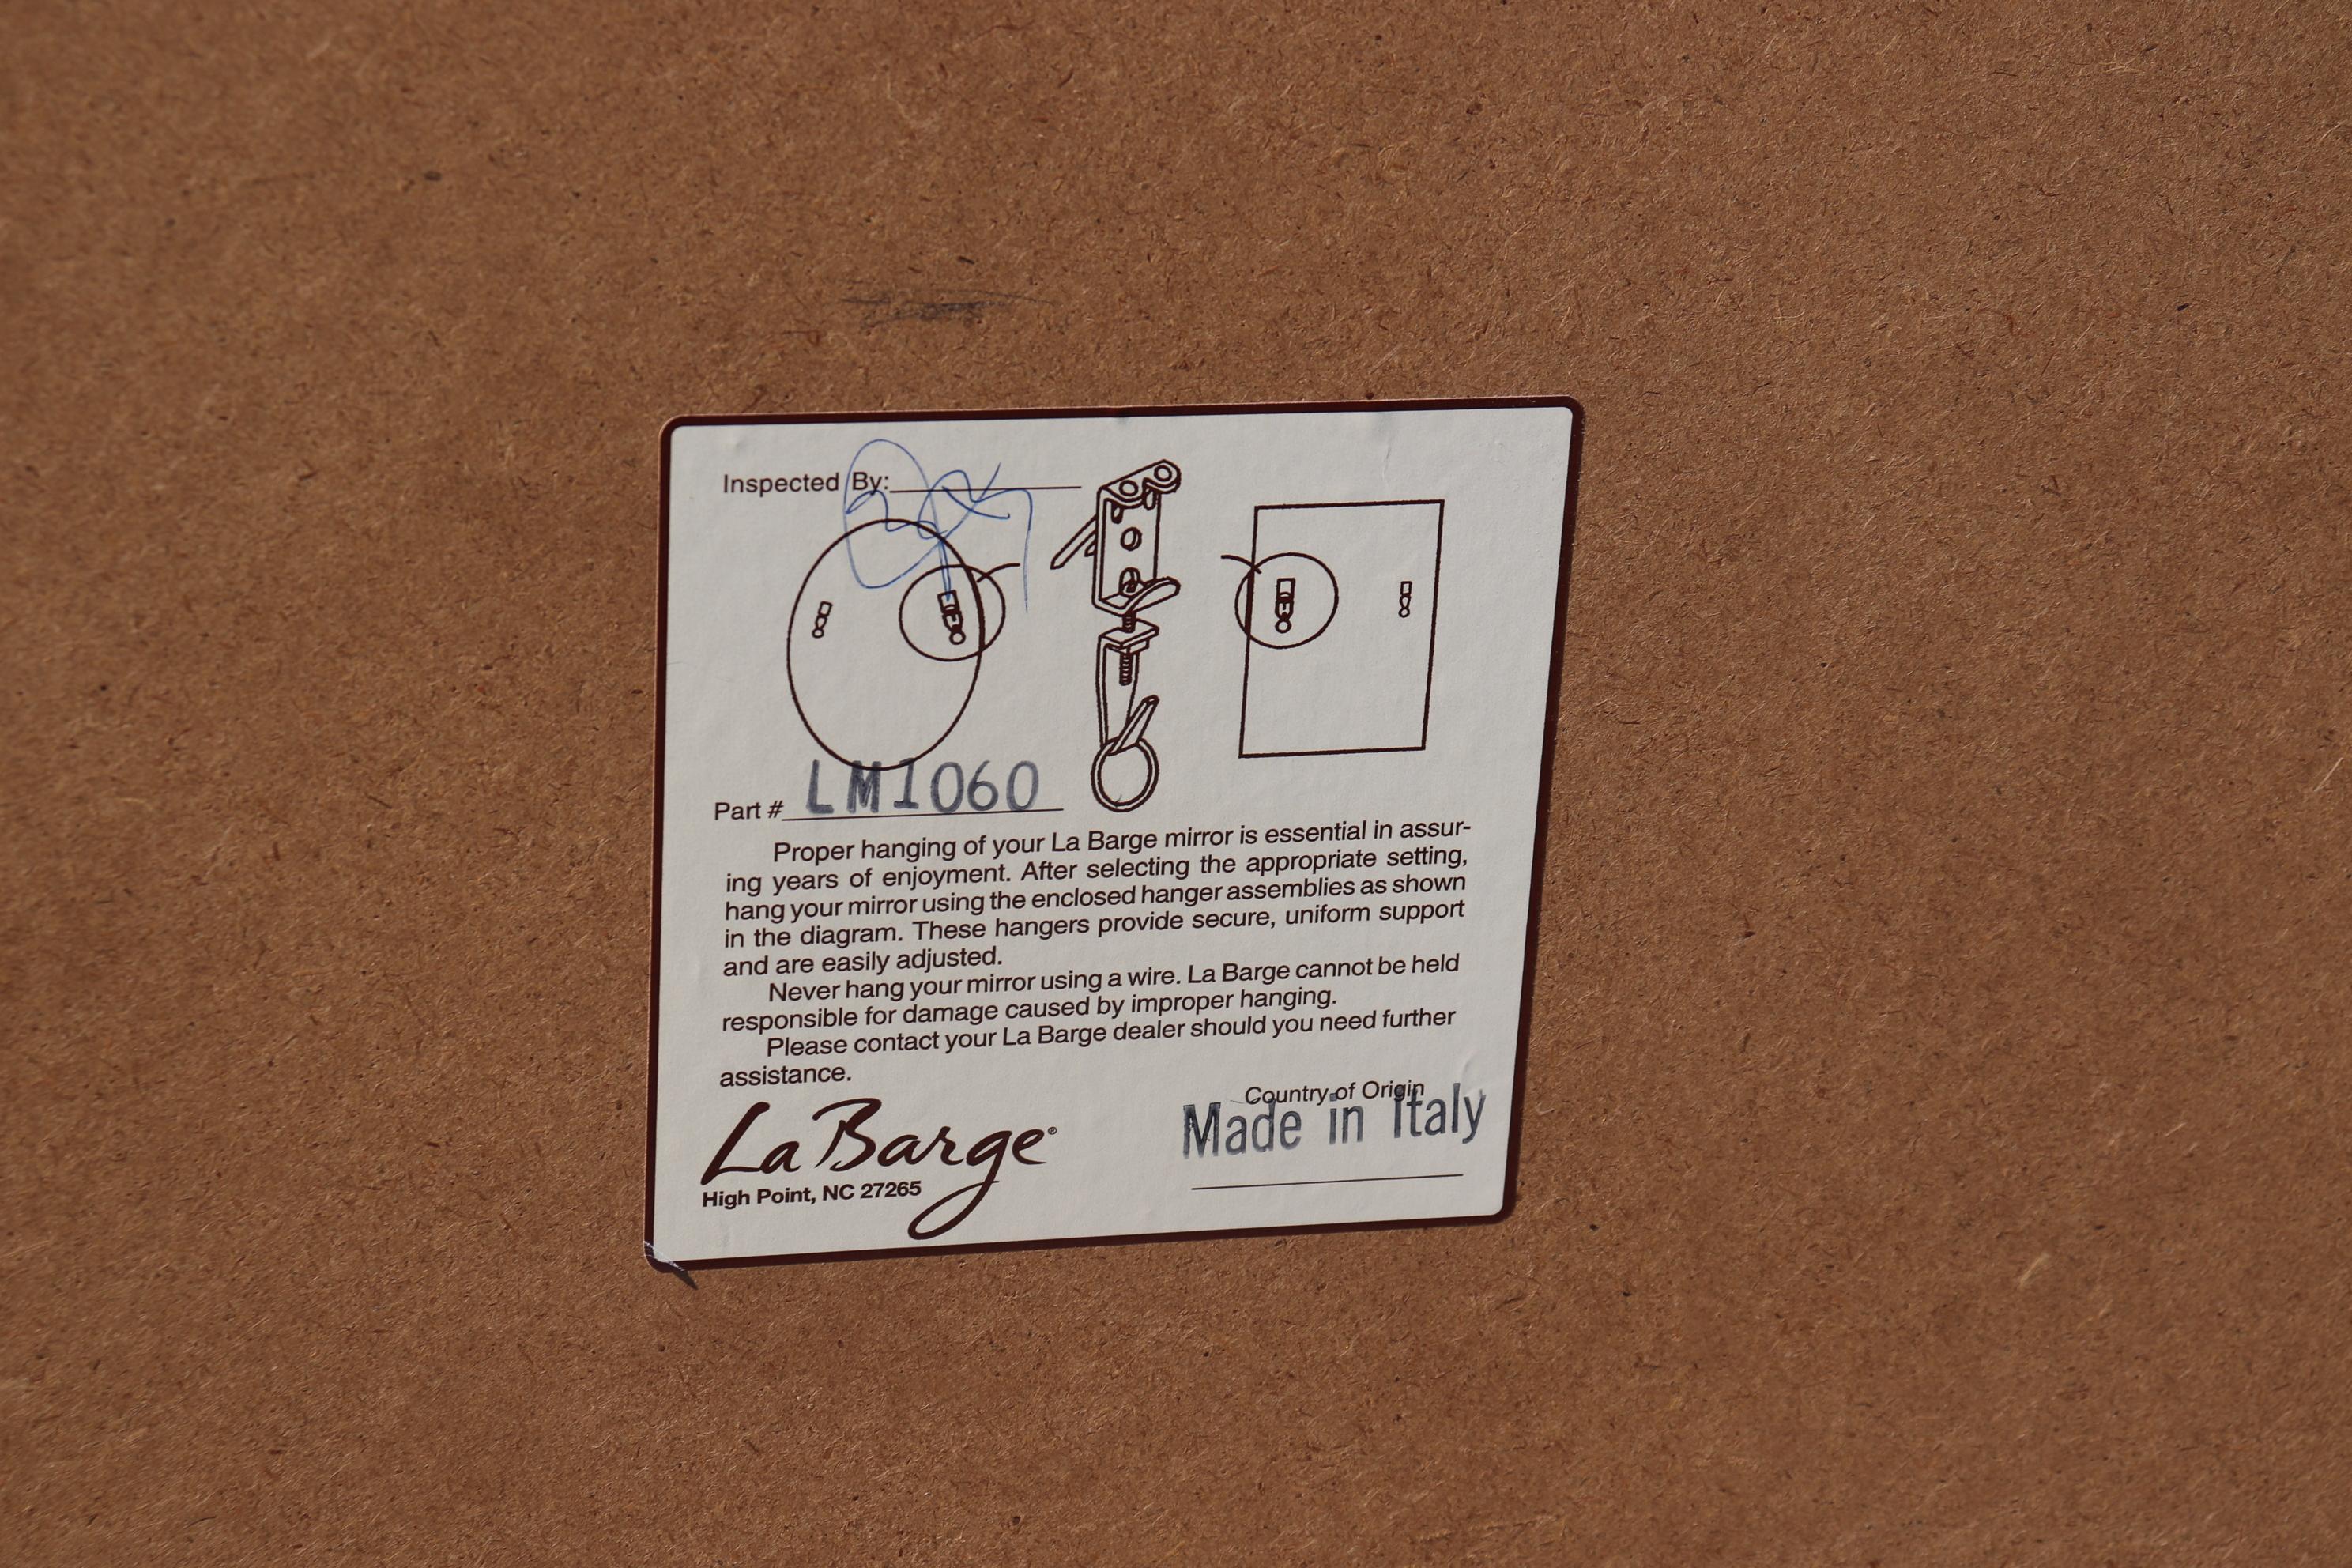 Inspected By:
Part # LM1060
Proper hanging of your La Barge mirror is essential in assur-
ing years of enjoyment. After selecting the appropriate setting,
hang your mirror using the enclosed hanger assemblies as shown
in the diagram. These hangers provide secure, uniform support
and are easily adjusted.
Never hang your mirror using a wire. La Barge cannot be held
responsible for damage caused by improper hanging.
Please contact your La Barge dealer should you need further
assistance.
Country of Origin
Made in Italy
La Barge®
High Point, NC 27265